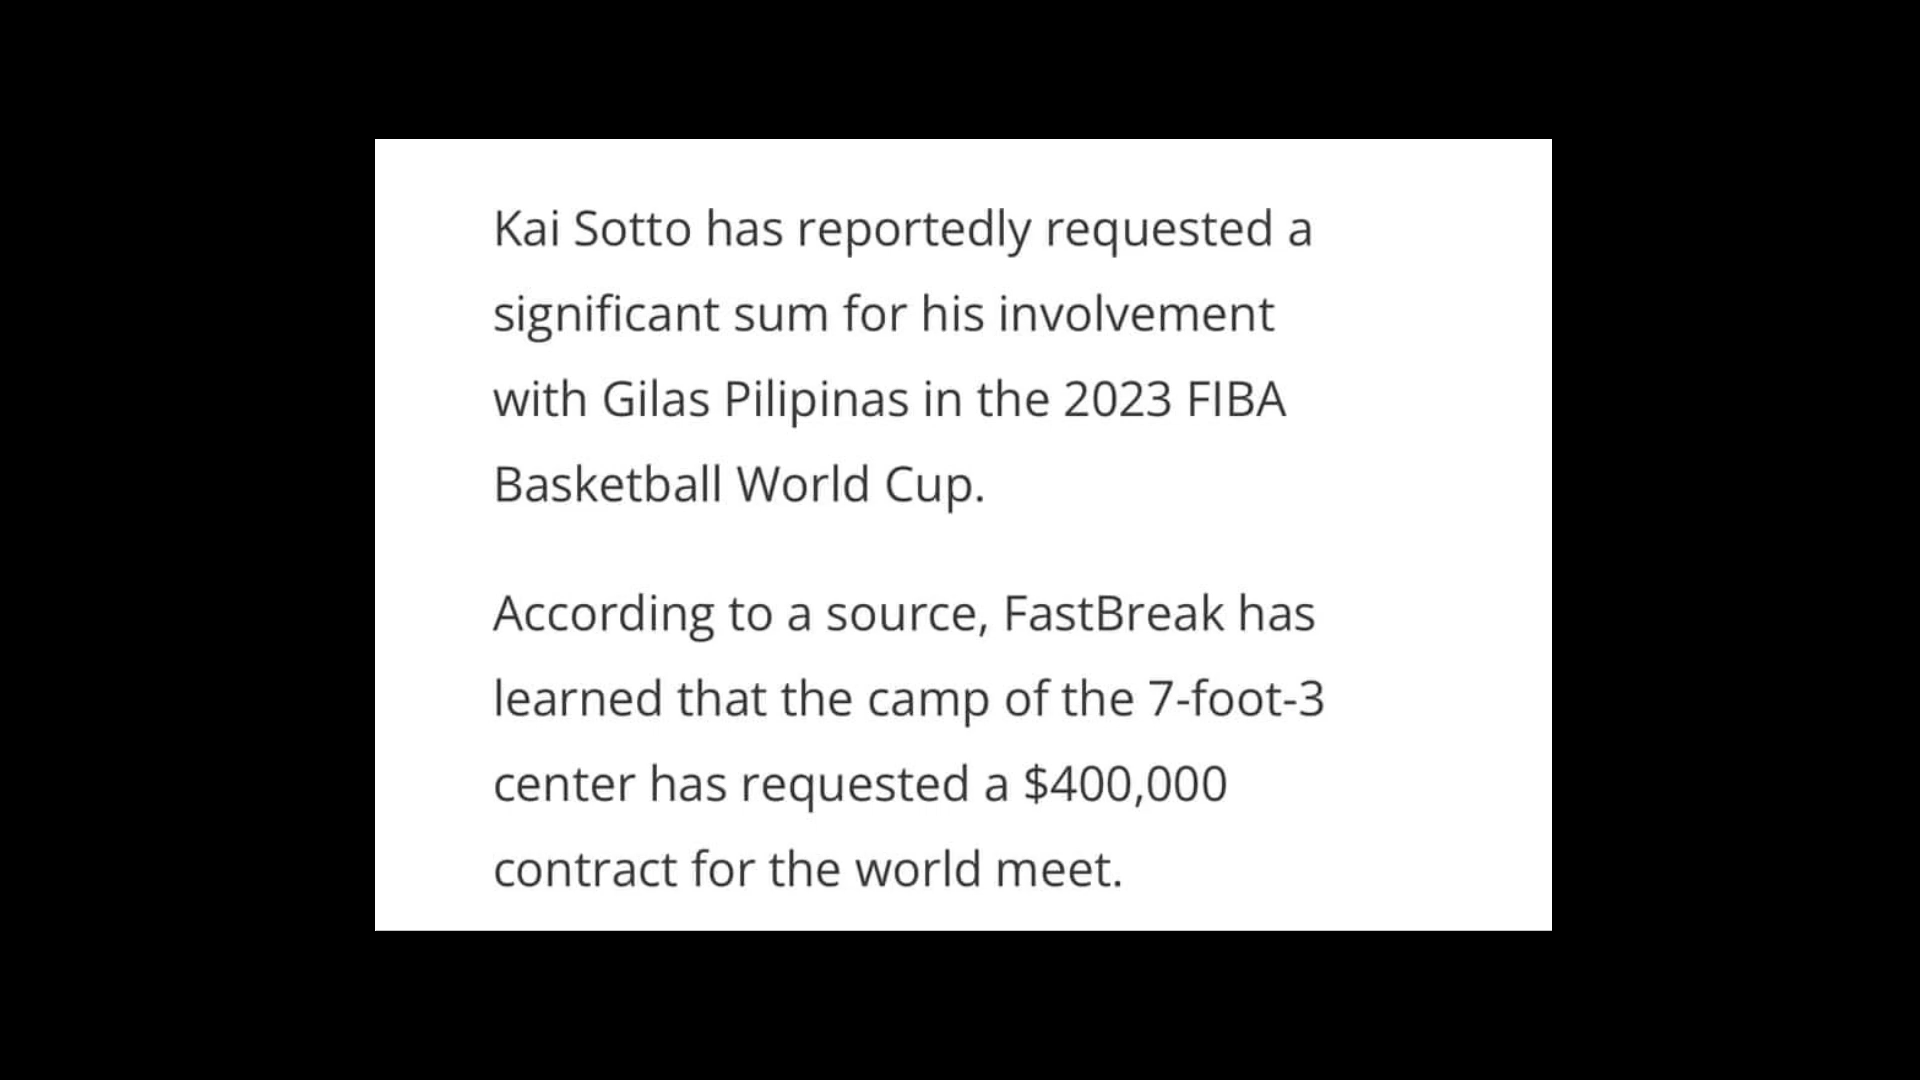 Kai Sotto has reportedly requested a
significant sum for his involvement
with Gilas Pilipinas in the 2023 FIBA
Basketball World Cup.
According to a source, FastBreak has
learned that the camp of the 7-foot-3
center has requested a $400,000
contract for the world meet.